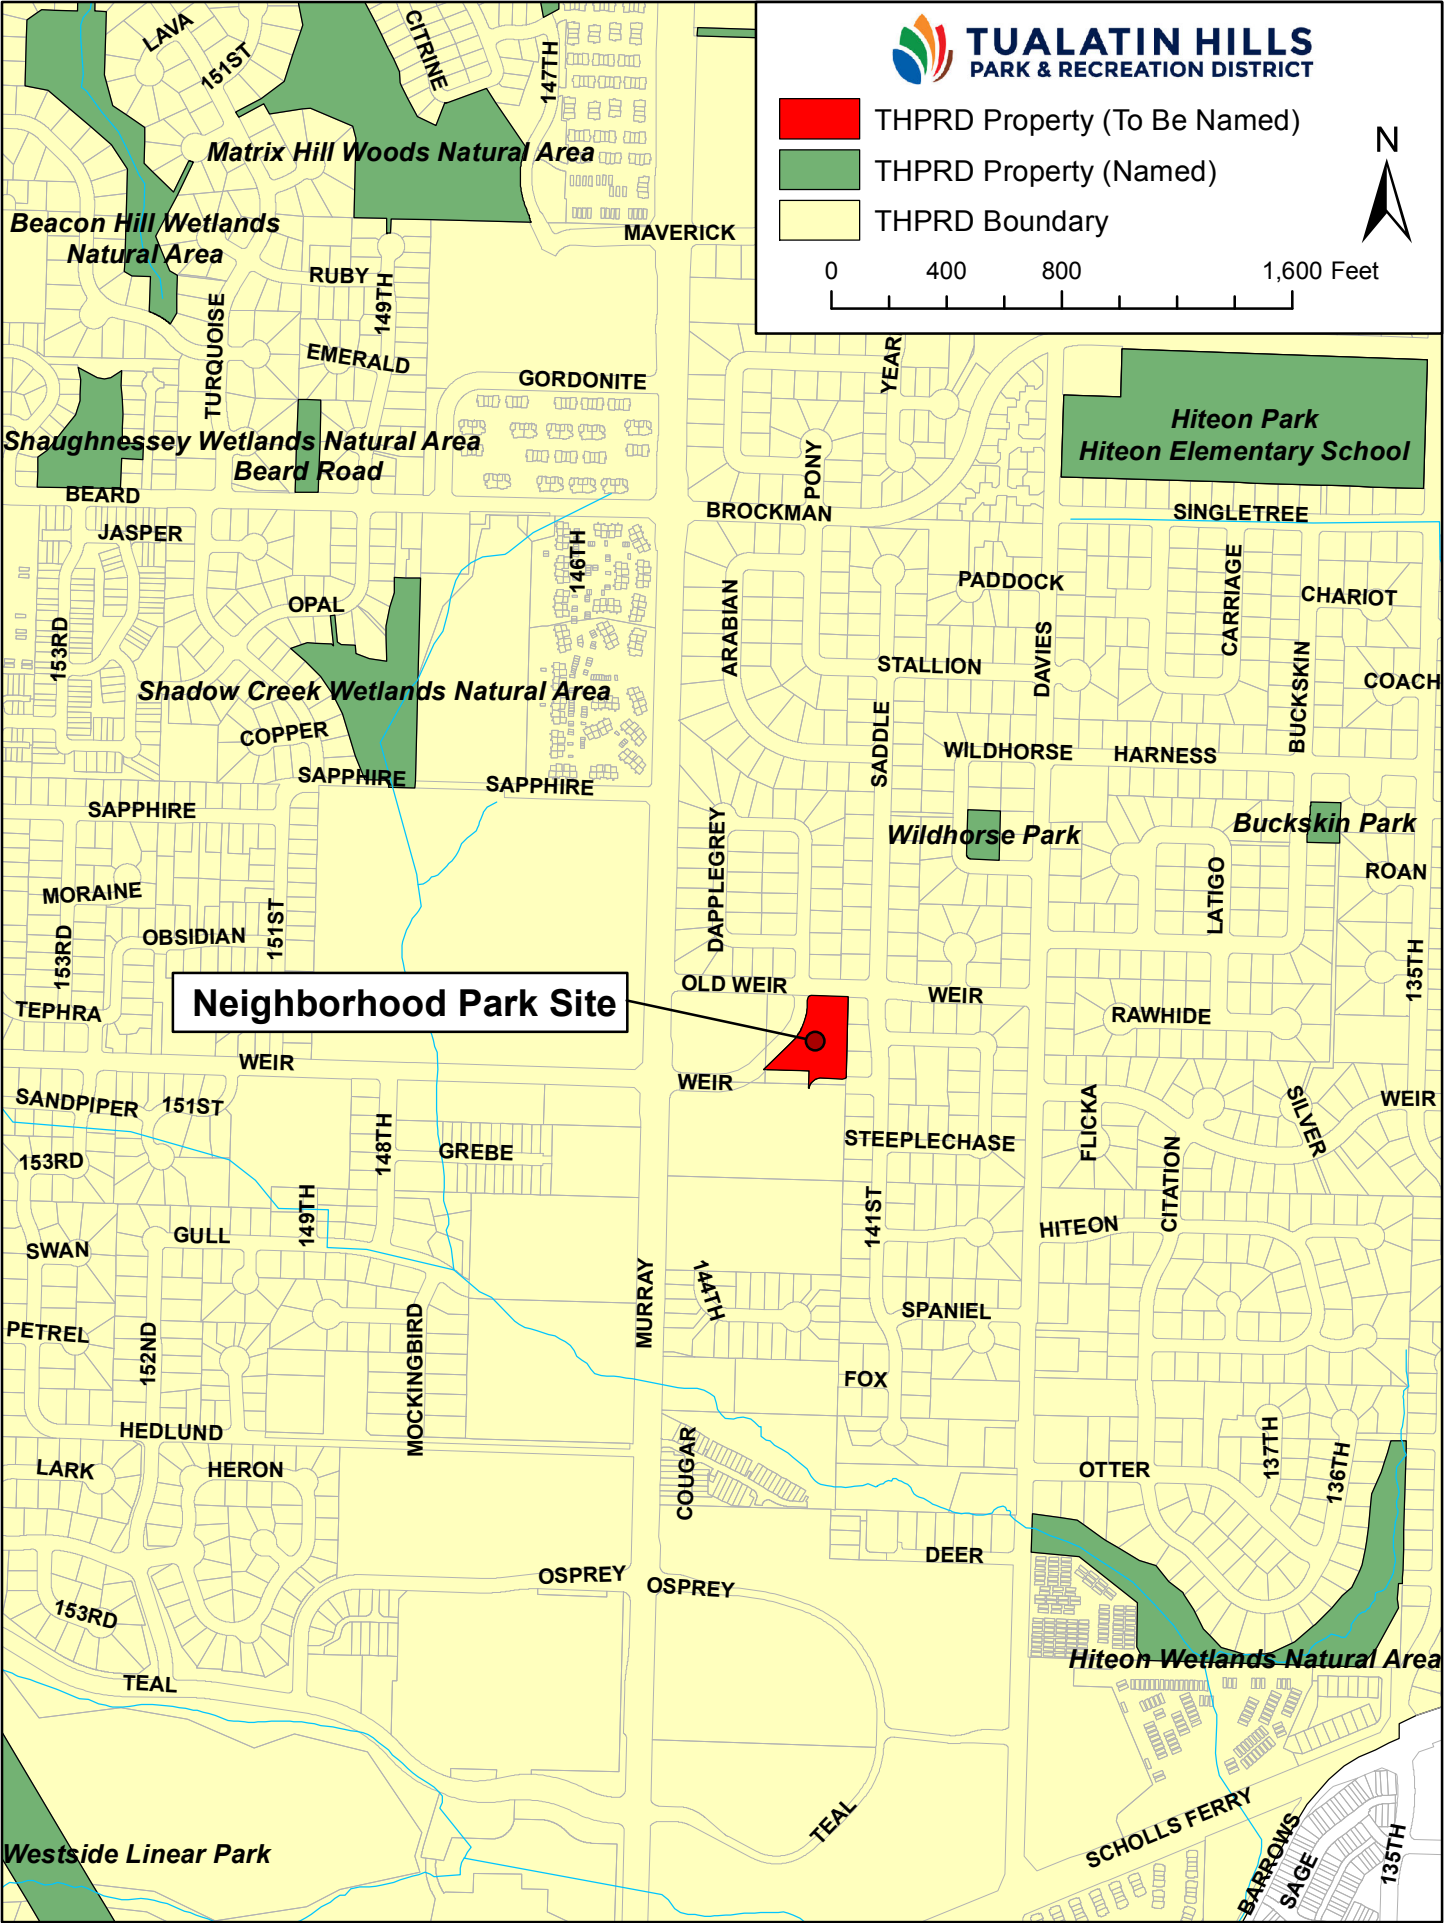 TUALATIN HILLS
PARK & RECREATION DISTRICT
THPRD Property (To Be Named)
THPRD Property (Named)
THPRD Boundary
N
0 400 800 1,600 Feet
LAVA
151ST
CITRINE
147TH
Matrix Hill Woods Natural Area
Beacon Hill Wetlands
Natural Area
MAVERICK
RUBY
149TH
TURQUOISE
EMERALD
GORDONITE
YEAR
Hiteon Park
Hiteon Elementary School
Shaughnessey Wetlands Natural Area
Beard Road
PONY
BEARD
JASPER
BROCKMAN
SINGLETREE
146TH
PADDOCK
CARRIAGE
CHARIOT
OPAL
153RD
ARABIAN
STALLION
DAVIES
BUCKSKIN
COACH
Shadow Creek Wetlands Natural Area
COPPER
SADDLE
WILDHORSE
HARNESS
SAPPHIRE
SAPPHIRE
SAPPHIRE
DAPPLEGREY
Wildhorse Park
Buckskin Park
MORAINE
LATIGO
ROAN
153RD
OBSIDIAN
151ST
135TH
Neighborhood Park Site
OLD WEIR
WEIR
TEPHRA
RAWHIDE
WEIR
WEIR
SANDPIPER
151ST
FLICKA
SILVER
WEIR
148TH
GREBE
STEEPLECHASE
153RD
CITATION
149TH
141ST
GULL
HITEON
SWAN
MURRAY
144TH
SPANIEL
PETREL
152ND
MOCKINGBIRD
FOX
HEDLUND
COUGAR
137TH
136TH
LARK
HERON
OTTER
DEER
OSPREY
OSPREY
153RD
Hiteon Wetlands Natural Area
TEAL
TEAL
SCHOLLS FERRY
BARROWS
SAGE
135TH
Westside Linear Park